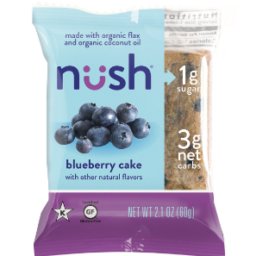 made with organic flax
and organic coconut oil
nush
1g
sugar
3g
net
carbs
blueberry cake
with other natural flavors
K
GF
NET WT 2.1 OZ (60g)